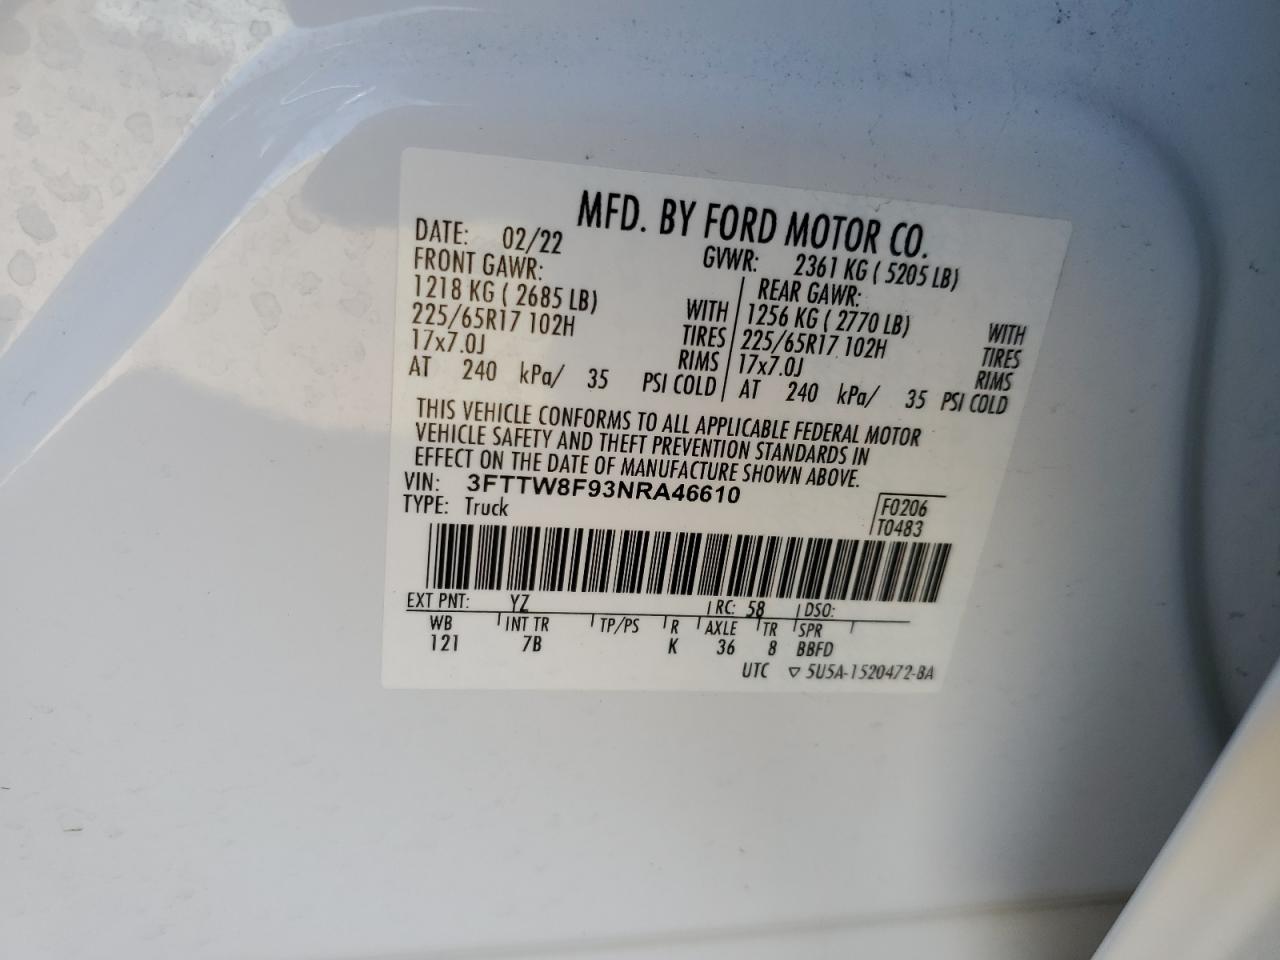 MFD. BY FORD MOTOR CO.
DATE: 02/22 GVWR: 2361 KG ( 5205 LB)
FRONT GAWR: REAR GAWR:
1218 KG ( 2685 LB) WITH 1256 KG ( 2770 LB) WITH
225/65R17 102H TIRES 225/65R17 102H TIRES
17x7.0J RIMS 17x7.0J RIMS
AT 240 kPa/ 35 PSI COLD AT 240 kPa/ 35 PSI COLD
THIS VEHICLE CONFORMS TO ALL APPLICABLE FEDERAL MOTOR
VEHICLE SAFETY AND THEFT PREVENTION STANDARDS IN
EFFECT ON THE DATE OF MANUFACTURE SHOWN ABOVE.
VIN: 3FTTW8F93NRA46610 F0206
TYPE: Truck T0483
EXT PNT: YZ RC: 58 DSO:
WB INT TR TP/PS R AXLE TR SPR
121 7B K 36 8 BBFD
UTC ▽ 5U5A-1520472-BA